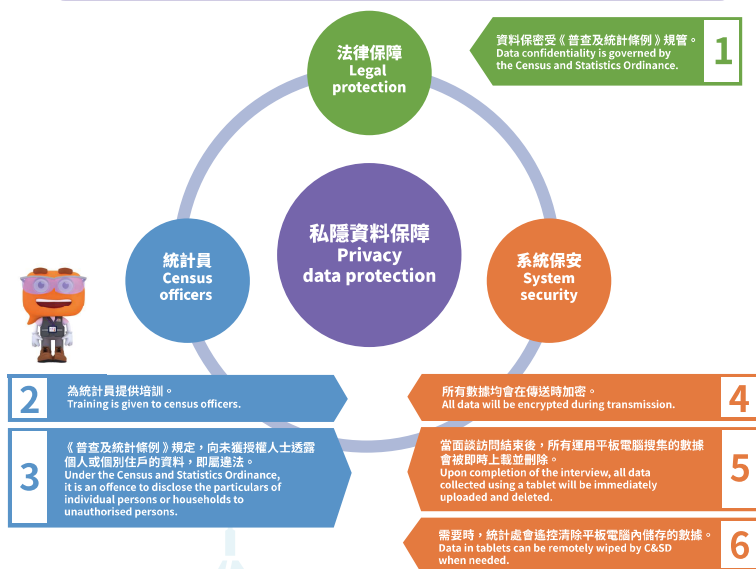 法律保障
Legal
protection
資料保密受《普查及統計條例》規管。
Data confidentiality is governed by
the Census and Statistics Ordinance.
1
私隱資料保障
Privacy
data protection
統計員
Census
officers
系統保安
System
security
2
為統計員提供培訓。
Training is given to census officers.
3
《普查及統計條例》規定，向未獲授權人士透露
個人或個別住戶的資料，即屬違法。
Under the Census and Statistics Ordinance,
it is an offence to disclose the particulars of
individual persons or households to
unauthorised persons.
所有數據均會在傳送時加密。
All data will be encrypted during transmission.
4
當面談訪問結束後，所有運用平板電腦搜集的數據
會被即時上載並刪除。
Upon completion of the interview, all data
collected using a tablet will be immediately
uploaded and deleted.
5
需要時，統計處會遙控清除平板電腦內儲存的數據。
Data in tablets can be remotely wiped by C&SD
when needed.
6